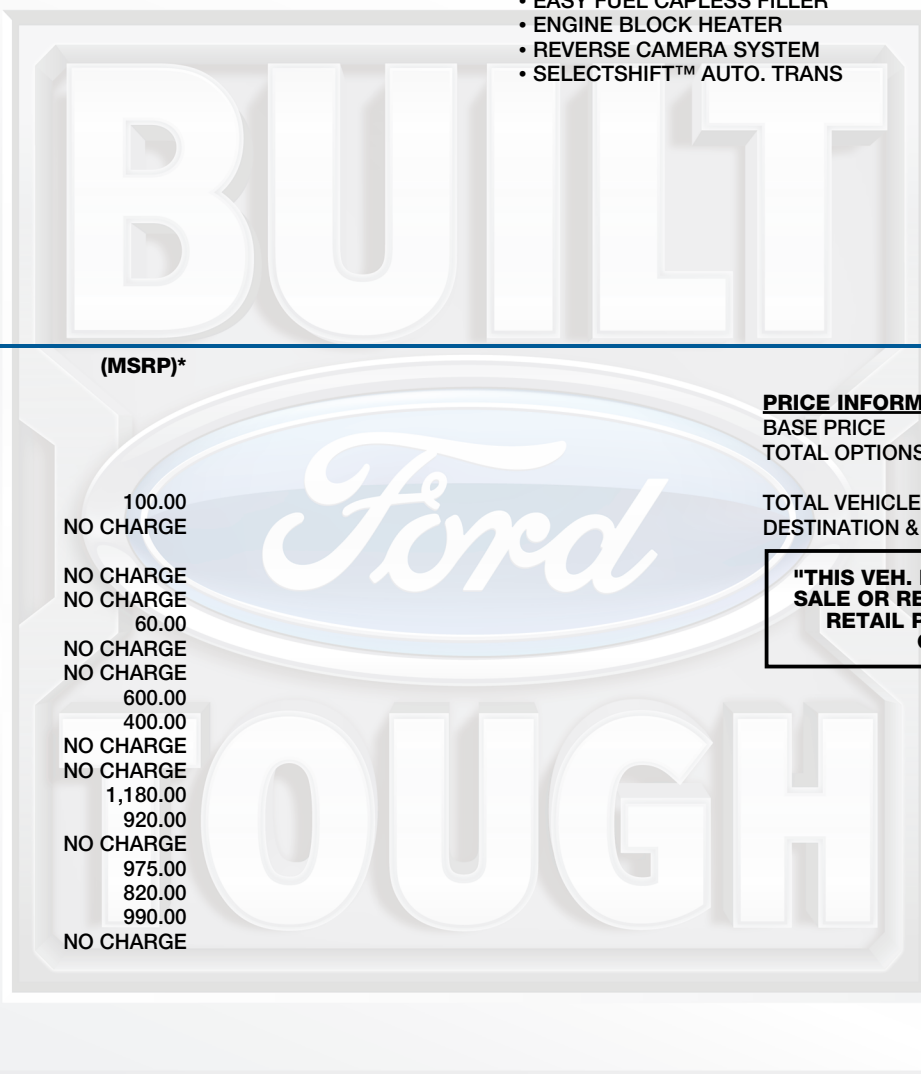 • EASY FUEL CAPLESS FILLER
• ENGINE BLOCK HEATER
• REVERSE CAMERA SYSTEM
• SELECTSHIFT™ AUTO. TRANS
BUILT
Ford
TOUGH
(MSRP)*
100.00
NO CHARGE
NO CHARGE
NO CHARGE
60.00
NO CHARGE
NO CHARGE
600.00
400.00
NO CHARGE
NO CHARGE
1,180.00
920.00
NO CHARGE
975.00
820.00
990.00
NO CHARGE
PRICE INFORM
BASE PRICE
TOTAL OPTIONS
TOTAL VEHICLE
DESTINATION &
"THIS VEH.
SALE OR RE
RETAIL P